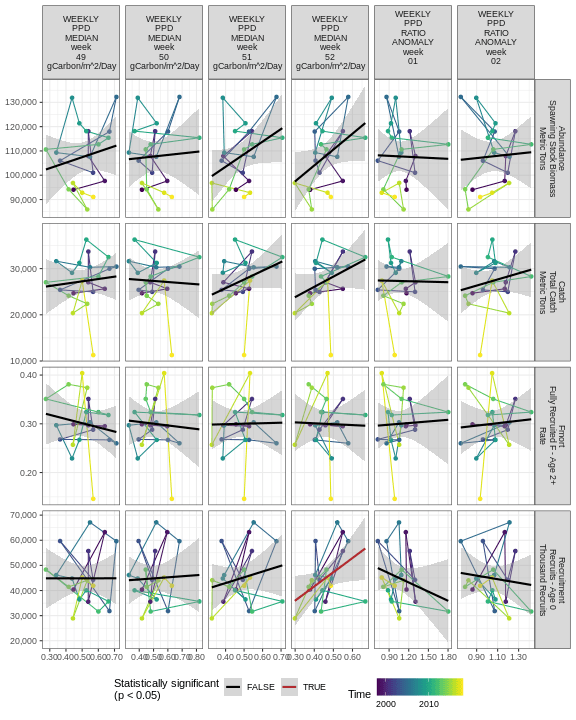 WEEKLY
PPD
MEDIAN
week
49
gCarbon/m^2/Day
WEEKLY
PPD
MEDIAN
week
50
gCarbon/m^2/Day
WEEKLY
PPD
MEDIAN
week
51
gCarbon/m^2/Day
WEEKLY
PPD
MEDIAN
week
52
gCarbon/m^2/Day
WEEKLY
PPD
RATIO
ANOMALY
week
01
WEEKLY
PPD
RATIO
ANOMALY
week
02
130,000
120,000
110,000
100,000
90,000
Abundance
Spawning Stock Biomass
Metric Tons
30,000
20,000
10,000
Catch
Total Catch
Metric Tons
0.40
0.30
0.20
Fmort
Fully Recruited F - Age 2+
Rate
70,000
60,000
50,000
40,000
30,000
20,000
Recruitment
Recruits - Age 0
Thousand Recruits
0.30 0.40 0.50 0.60 0.70
0.40 0.50 0.60 0.70 0.80
0.40 0.50 0.60 0.70
0.30 0.40 0.50 0.60
0.90 1.20 1.50 1.80
0.90 1.10 1.30
Statistically significant
(p < 0.05)
FALSE
TRUE
Time
2000
2010